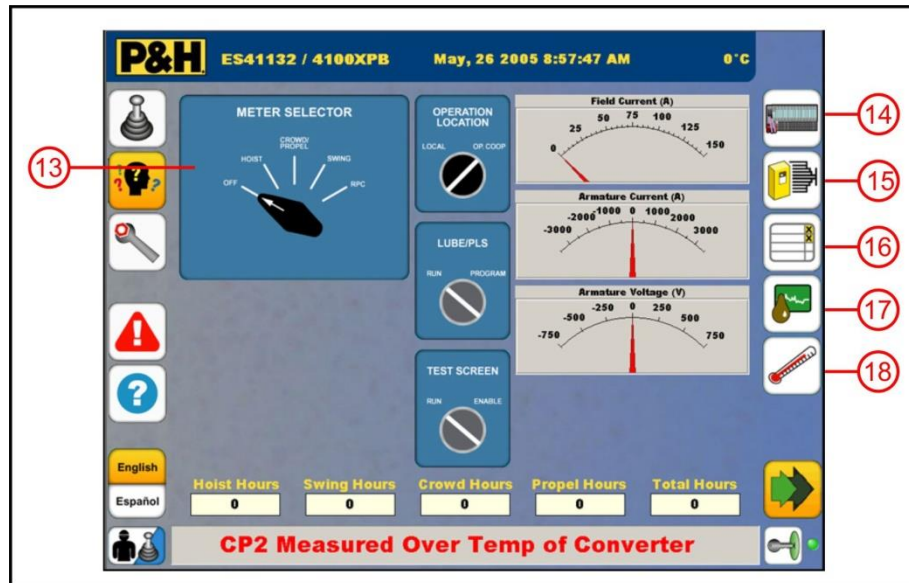 P&H ES41132 / 4100XPB May, 26 2005 8:57:47 AM 0°C
METER SELECTOR
OFF
HOIST
CROWD/
PROPEL
SWING
RPC
OPERATION
LOCATION
LOCAL OP. COOP
LUBE/PLS
RUN PROGRAM
TEST SCREEN
RUN ENABLE
Field Current (A)
0 25 50 75 100 125 150
Armature Current (A)
-3000 -2000 -1000 0 1000 2000 3000
Armature Voltage (V)
-750 -500 -250 0 250 500 750
13
14
15
16
17
18
? ? ? ?
?
English
Español
Hoist Hours Swing Hours Crowd Hours Propel Hours Total Hours
0 0 0 0 0
CP2 Measured Over Temp of Converter